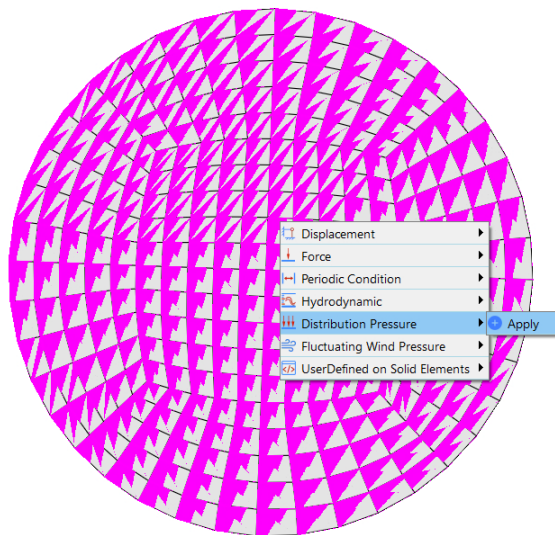 Displacement
Force
Periodic Condition
Hydrodynamic
Distribution Pressure
Apply
Fluctuating Wind Pressure
UserDefined on Solid Elements